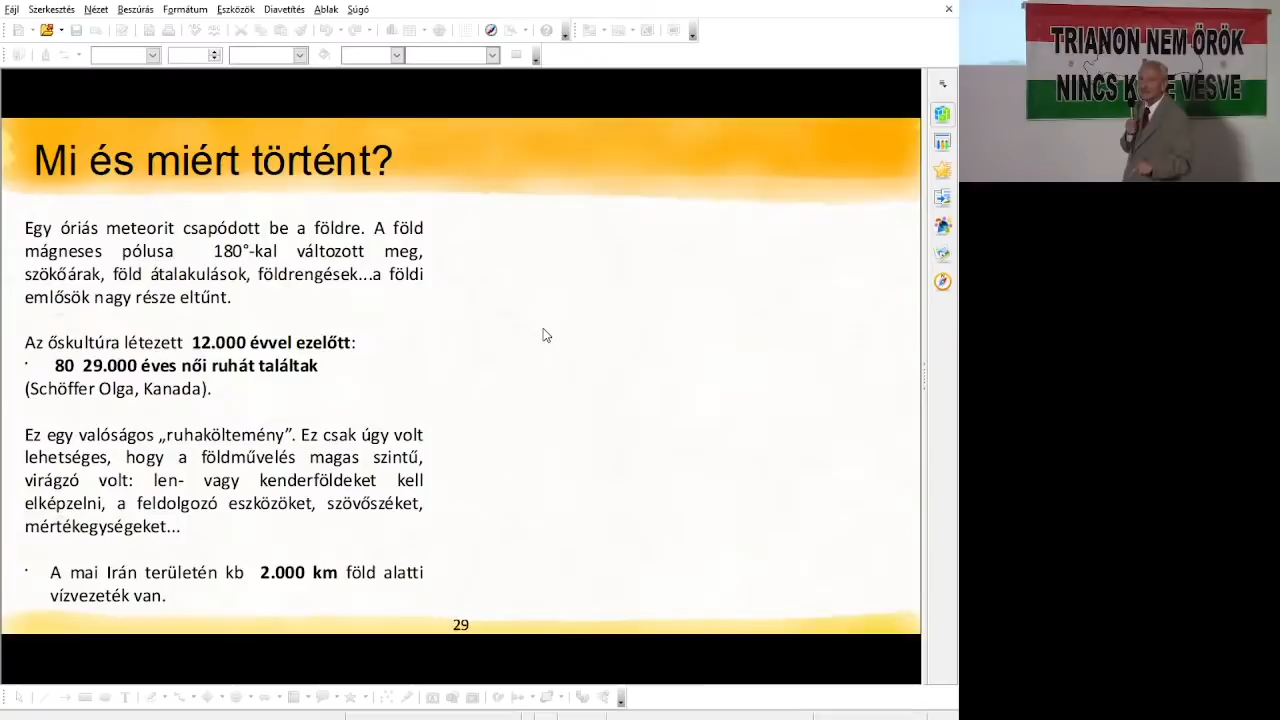 Fájl Szerkesztés Nézet Beszúrás Formátum Eszközök Diavetítés Ablak Súgó
TRIANON NEM ÖRÖK
NINCS K E VÉSVE
Mi és miért történt?
Egy óriás meteorit csapódott be a földre. A föld
mágneses pólusa 180°-kal változott meg,
szökőárak, föld átalakulások, földrengések...a földi
emlősök nagy része eltűnt.
Az őskultúra létezett 12.000 évvel ezelőtt:
· 80 29.000 éves női ruhát találtak
(Schöffer Olga, Kanada).
Ez egy valóságos „ruhaköltemény”. Ez csak úgy volt
lehetséges, hogy a földművelés magas szintű,
virágzó volt: len- vagy kenderföldeket kell
elképzelni, a feldolgozó eszközöket, szövőszéket,
mértékegységeket...
· A mai Irán területén kb 2.000 km föld alatti
vízvezeték van.
29